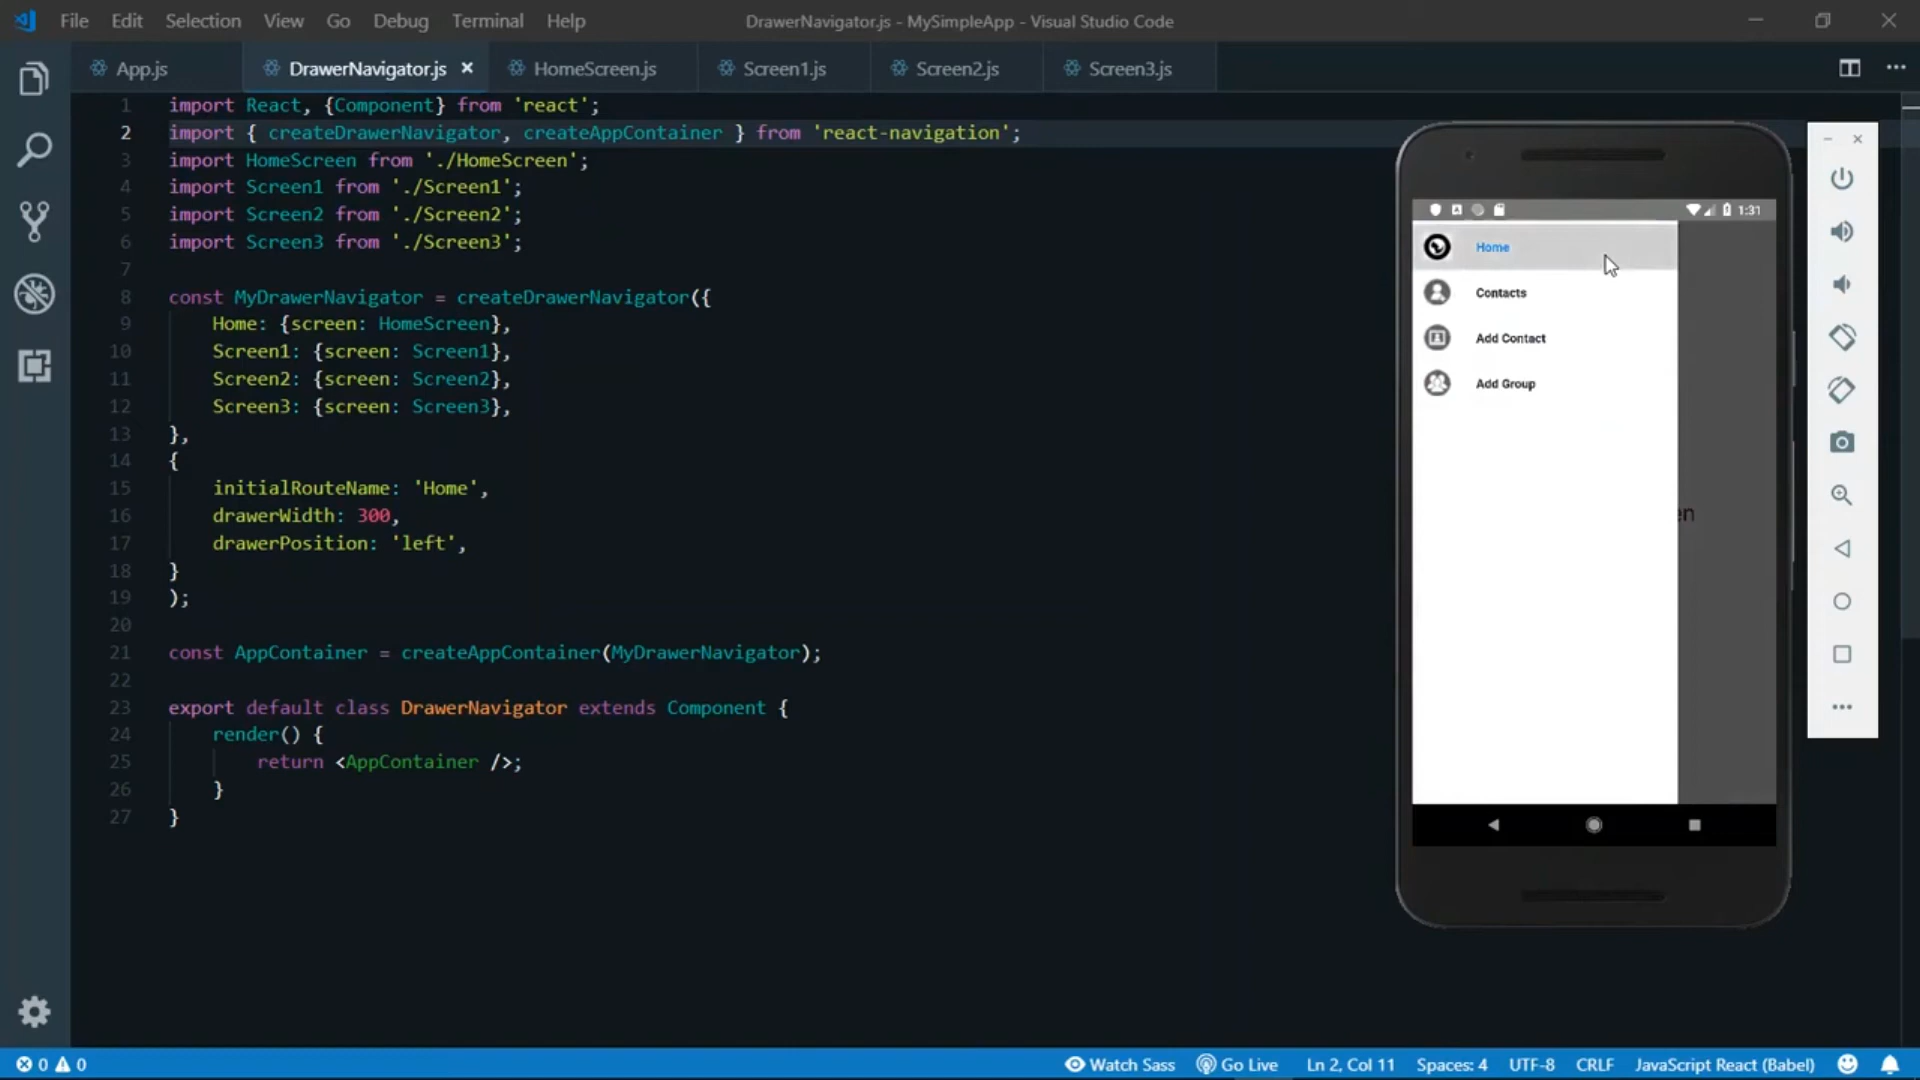 File Edit Selection View Go Debug Terminal Help
DrawerNavigator.js - MySimpleApp - Visual Studio Code
App.js
DrawerNavigator.js
HomeScreen.js
Screen1.js
Screen2.js
Screen3.js
1 import React, {Component} from 'react';
2 import { createDrawerNavigator, createAppContainer } from 'react-navigation';
3 import HomeScreen from './HomeScreen';
4 import Screen1 from './Screen1';
5 import Screen2 from './Screen2';
6 import Screen3 from './Screen3';
7
8 const MyDrawerNavigator = createDrawerNavigator({
9 Home: {screen: HomeScreen},
10 Screen1: {screen: Screen1},
11 Screen2: {screen: Screen2},
12 Screen3: {screen: Screen3},
13 },
14 {
15 initialRouteName: 'Home',
16 drawerWidth: 300,
17 drawerPosition: 'left',
18 }
19 );
20
21 const AppContainer = createAppContainer(MyDrawerNavigator);
22
23 export default class DrawerNavigator extends Component {
24 render() {
25 return <AppContainer />;
26 }
27 }
1:31
Home
Contacts
Add Contact
Add Group
en
0 0
Watch Sass
Go Live
Ln 2, Col 11
Spaces: 4
UTF-8
CRLF
JavaScript React (Babel)